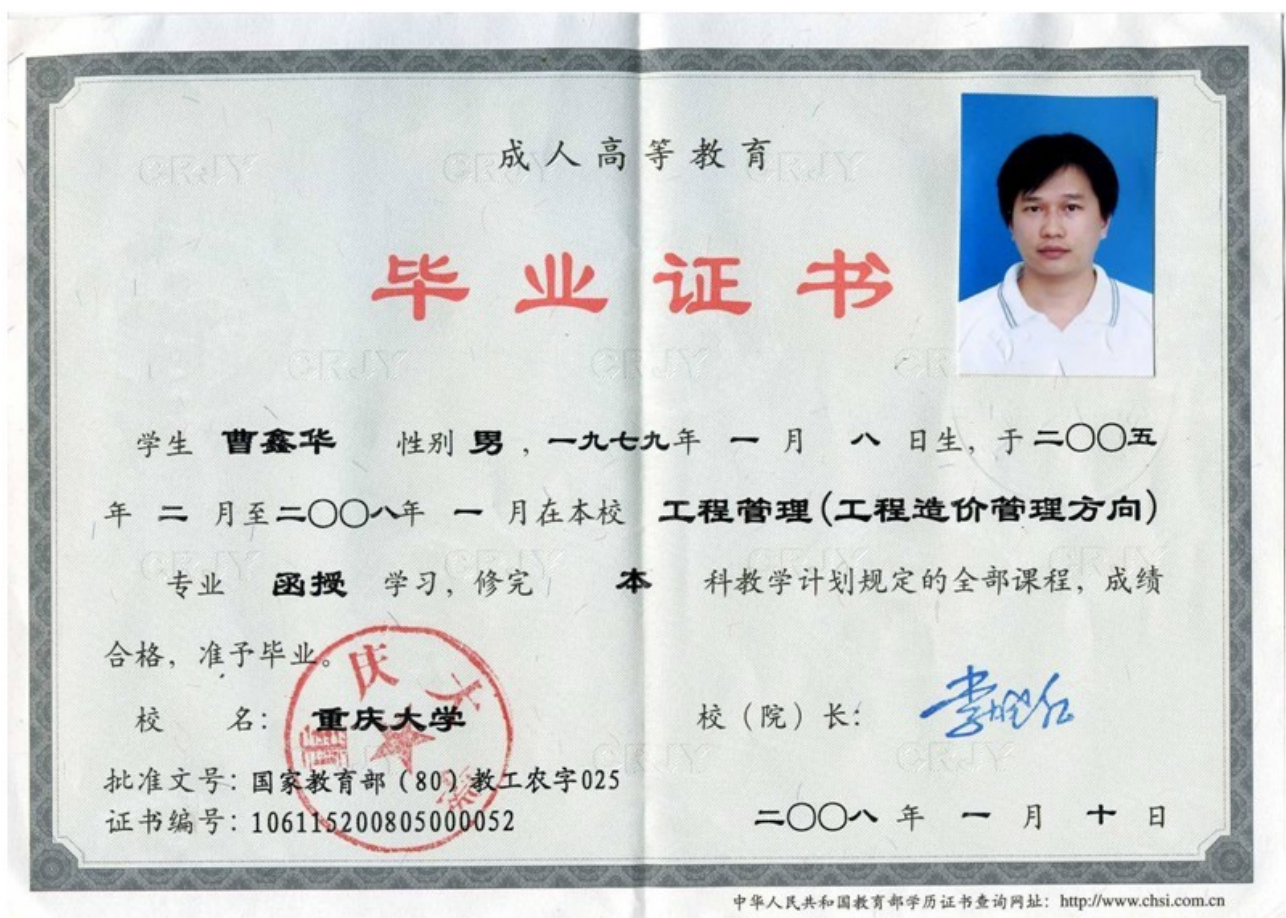 成人高等教育
毕业证书
学生 曹鑫华 性别 男，一九七九年 一 月 八 日生，于二〇〇五
年 二 月至二〇〇八年 一 月在本校 工程管理(工程造价管理方向)
专业 函授 学习，修完 本 科教学计划规定的全部课程，成绩
合格，准予毕业。
校 名：重庆大学 校（院）长：
批准文号：国家教育部（80）教工农字025
证书编号：106115200805000052
二〇〇八 年 一 月 十 日
中华人民共和国教育部学历证书查询网址：http://www.chsi.com.cn
CRJY